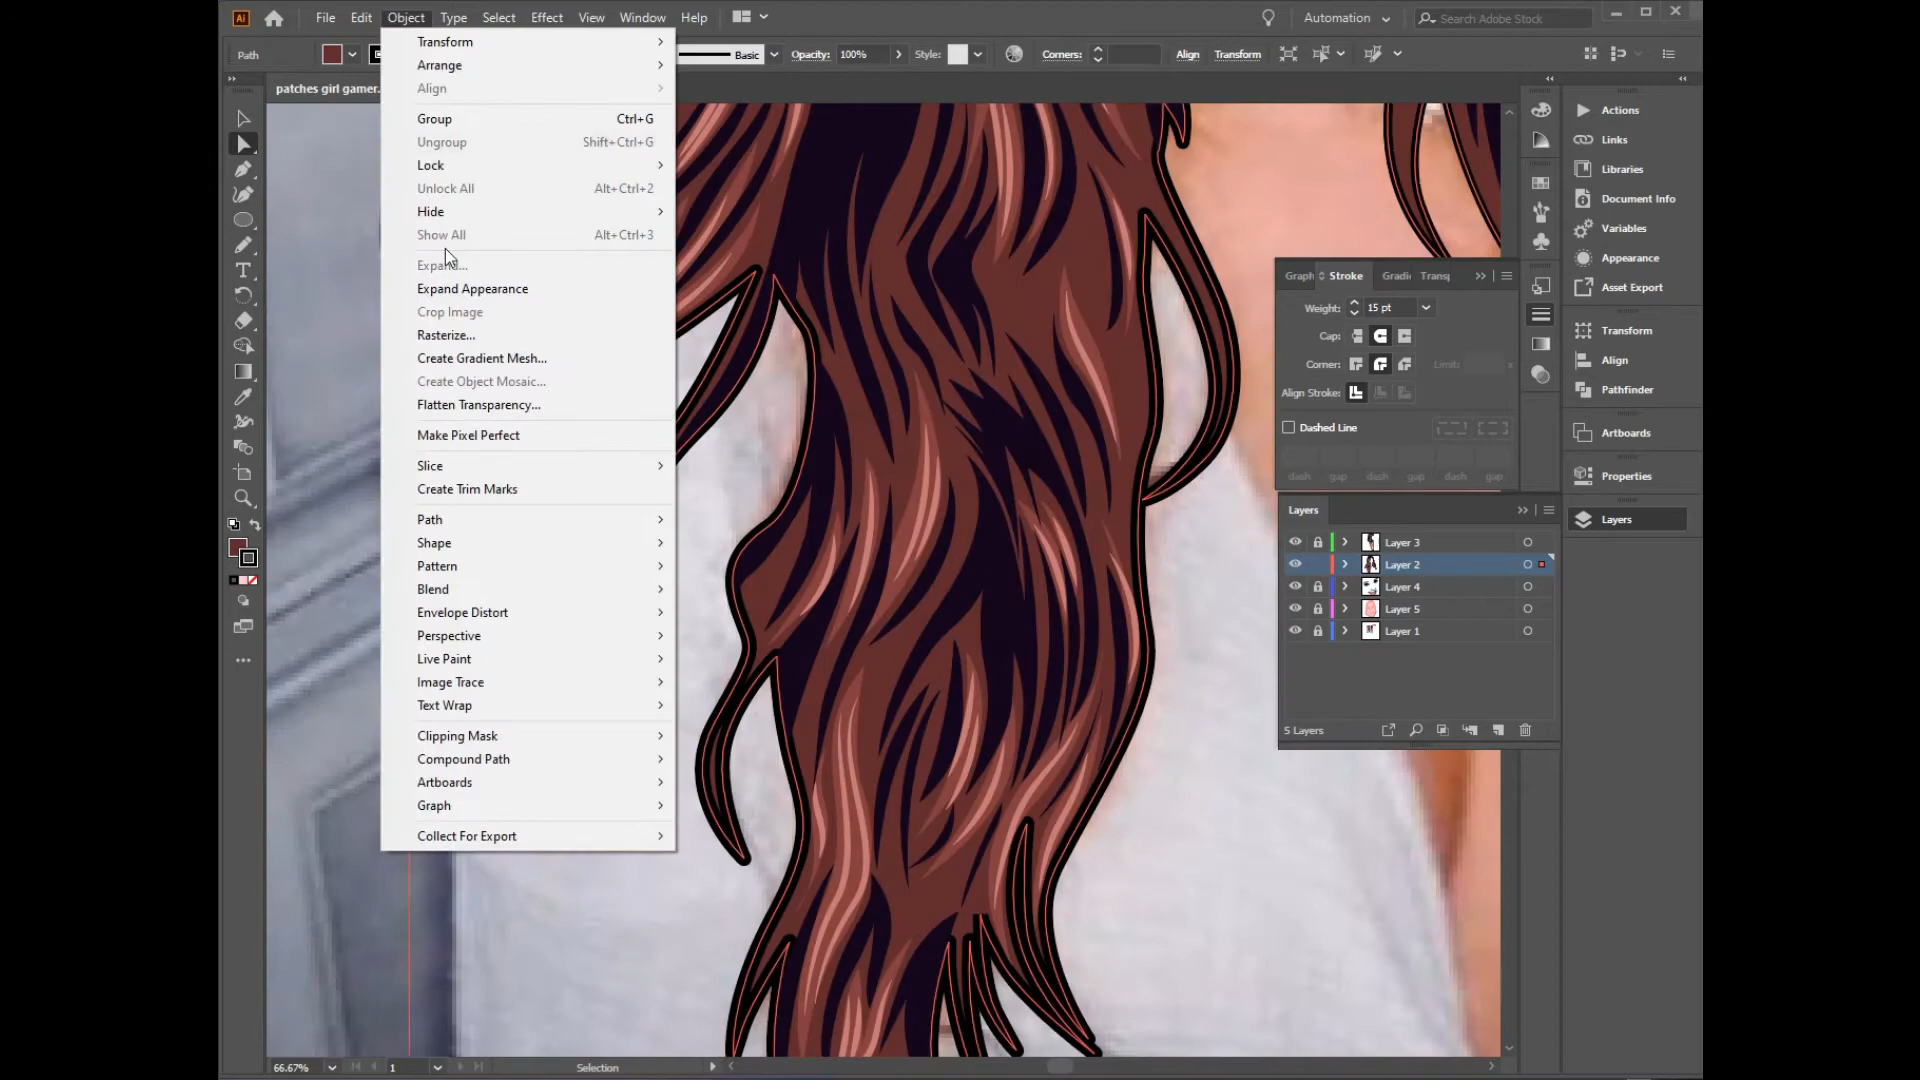 Ai
File
Edit
Object
Type
Select
Effect
View
Window
Help
Automation
Search Adobe Stock
Path
Basic
Opacity:
100%
Style:
Corners:
Align
Transform
patches girl gamer.
Transform
Arrange
Align
Group Ctrl+G
Ungroup Shift+Ctrl+G
Lock
Unlock All Alt+Ctrl+2
Hide
Show All Alt+Ctrl+3
Expand Appearance
Crop Image
Rasterize...
Create Gradient Mesh...
Create Object Mosaic...
Flatten Transparency...
Make Pixel Perfect
Slice
Create Trim Marks
Path
Shape
Pattern
Blend
Envelope Distort
Perspective
Live Paint
Image Trace
Text Wrap
Clipping Mask
Compound Path
Artboards
Graph
Collect For Export
Graph Stroke Gradi Transp
Weight: 15 pt
Cap:
Corner: Limit: x
Align Stroke:
Dashed Line
dash gap dash gap dash gap
Layers
Layer 3
Layer 2
Layer 4
Layer 5
Layer 1
5 Layers
Actions
Links
Libraries
Document Info
Variables
Appearance
Asset Export
Transform
Align
Pathfinder
Artboards
Properties
Layers
66.67%
1
Selection